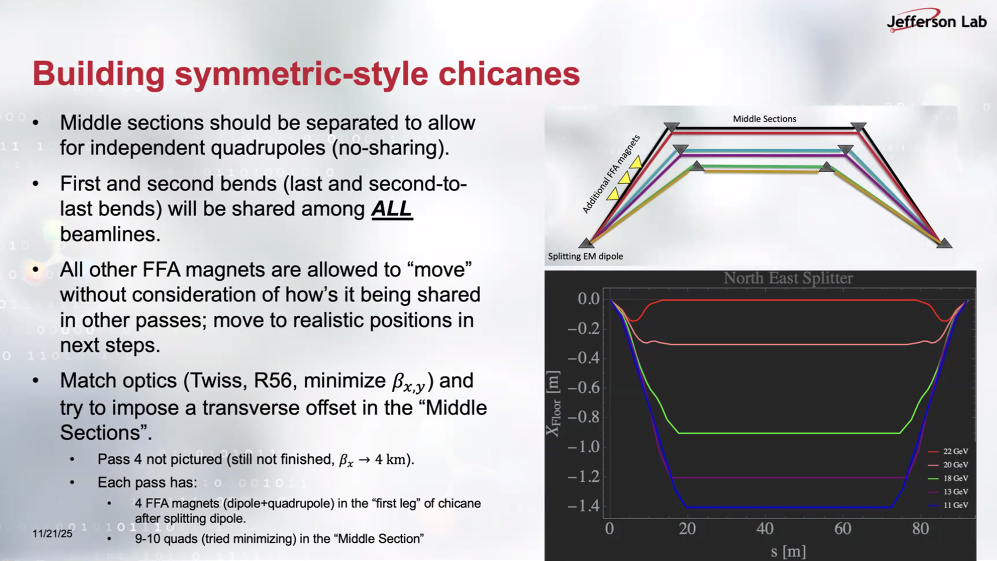 Jefferson Lab
Building symmetric-style chicanes
• Middle sections should be separated to allow
for independent quadrupoles (no-sharing).
• First and second bends (last and second-to-
last bends) will be shared among ALL
beamlines.
• All other FFA magnets are allowed to “move”
without consideration of how’s it being shared
in other passes; move to realistic positions in
next steps.
• Match optics (Twiss, R56, minimize βx,y) and
try to impose a transverse offset in the “Middle
Sections”.
• Pass 4 not pictured (still not finished, βx → 4 km).
• Each pass has:
• 4 FFA magnets (dipole+quadrupole) in the “first leg” of chicane
after splitting dipole.
• 9-10 quads (tried minimizing) in the “Middle Section”
11/21/25
Middle Sections
Additional FFA magnets
Splitting EM dipole
North East Splitter
0.0
−0.2
−0.4
−0.6
−0.8
−1.0
−1.2
−1.4
XFloor [m]
22 GeV
20 GeV
18 GeV
13 GeV
11 GeV
0 20 40 60 80
s [m]